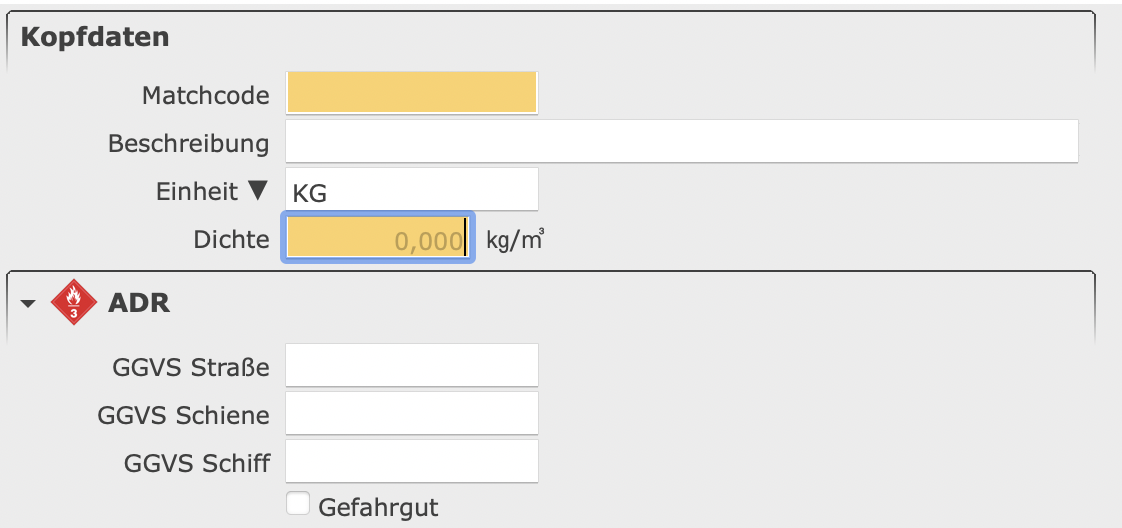 Kopfdaten
Matchcode
Beschreibung
Einheit ▼ KG
Dichte 0,000 kg/m³
3 ADR
GGVS Straße
GGVS Schiene
GGVS Schiff
Gefahrgut